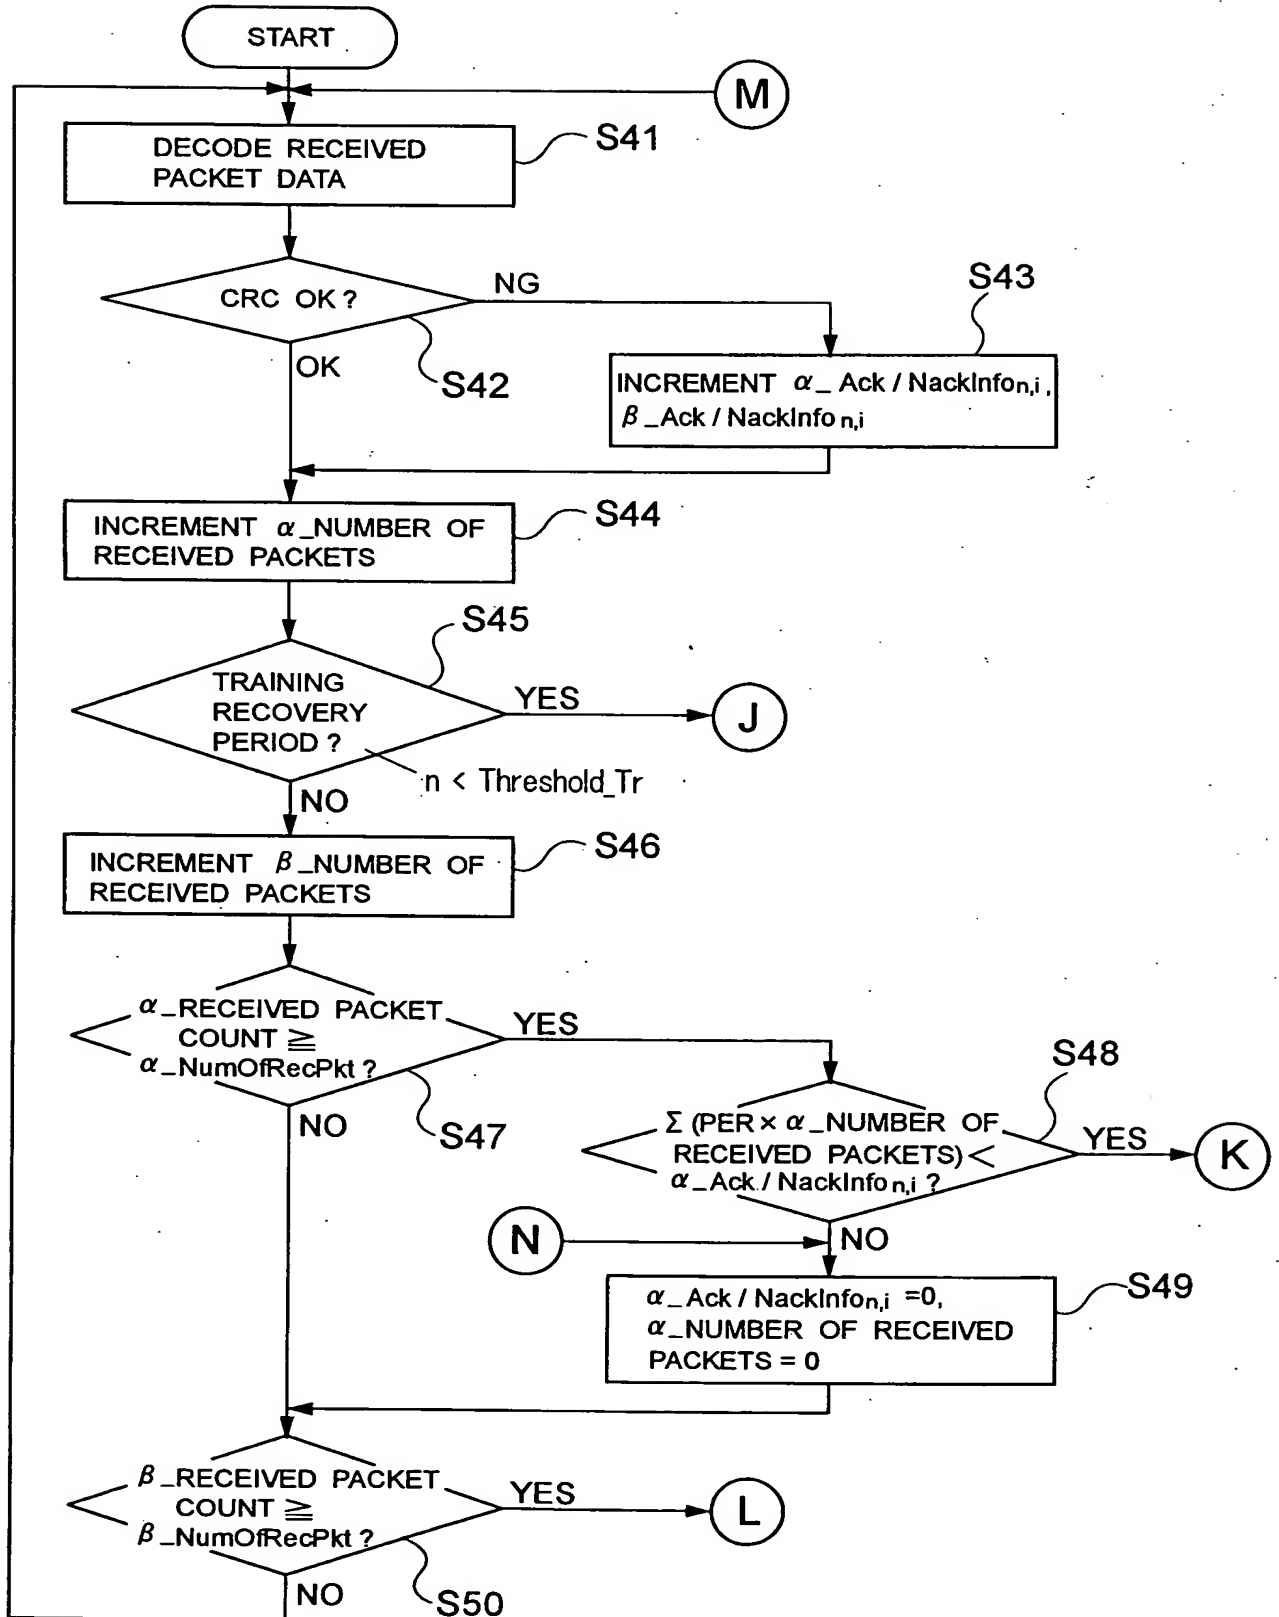 START
M
DECODE RECEIVED
PACKET DATA
S41
CRC OK ?
NG
OK
S42
S43
INCREMENT α_Ack / NackInfon,i,
β_Ack / NackInfon,i
INCREMENT α_NUMBER OF
RECEIVED PACKETS
S44
S45
TRAINING
RECOVERY
PERIOD ?
YES
J
n < Threshold_Tr
NO
INCREMENT β_NUMBER OF
RECEIVED PACKETS
S46
α_RECEIVED PACKET
COUNT ≧
α_NumOfRecPkt ?
YES
NO
S47
S48
Σ (PER × α_NUMBER OF
RECEIVED PACKETS) <
α_Ack / NackInfon,i ?
YES
K
N
NO
α_Ack / NackInfon,i =0,
α_NUMBER OF RECEIVED
PACKETS = 0
S49
β_RECEIVED PACKET
COUNT ≧
β_NumOfRecPkt ?
YES
L
NO
S50